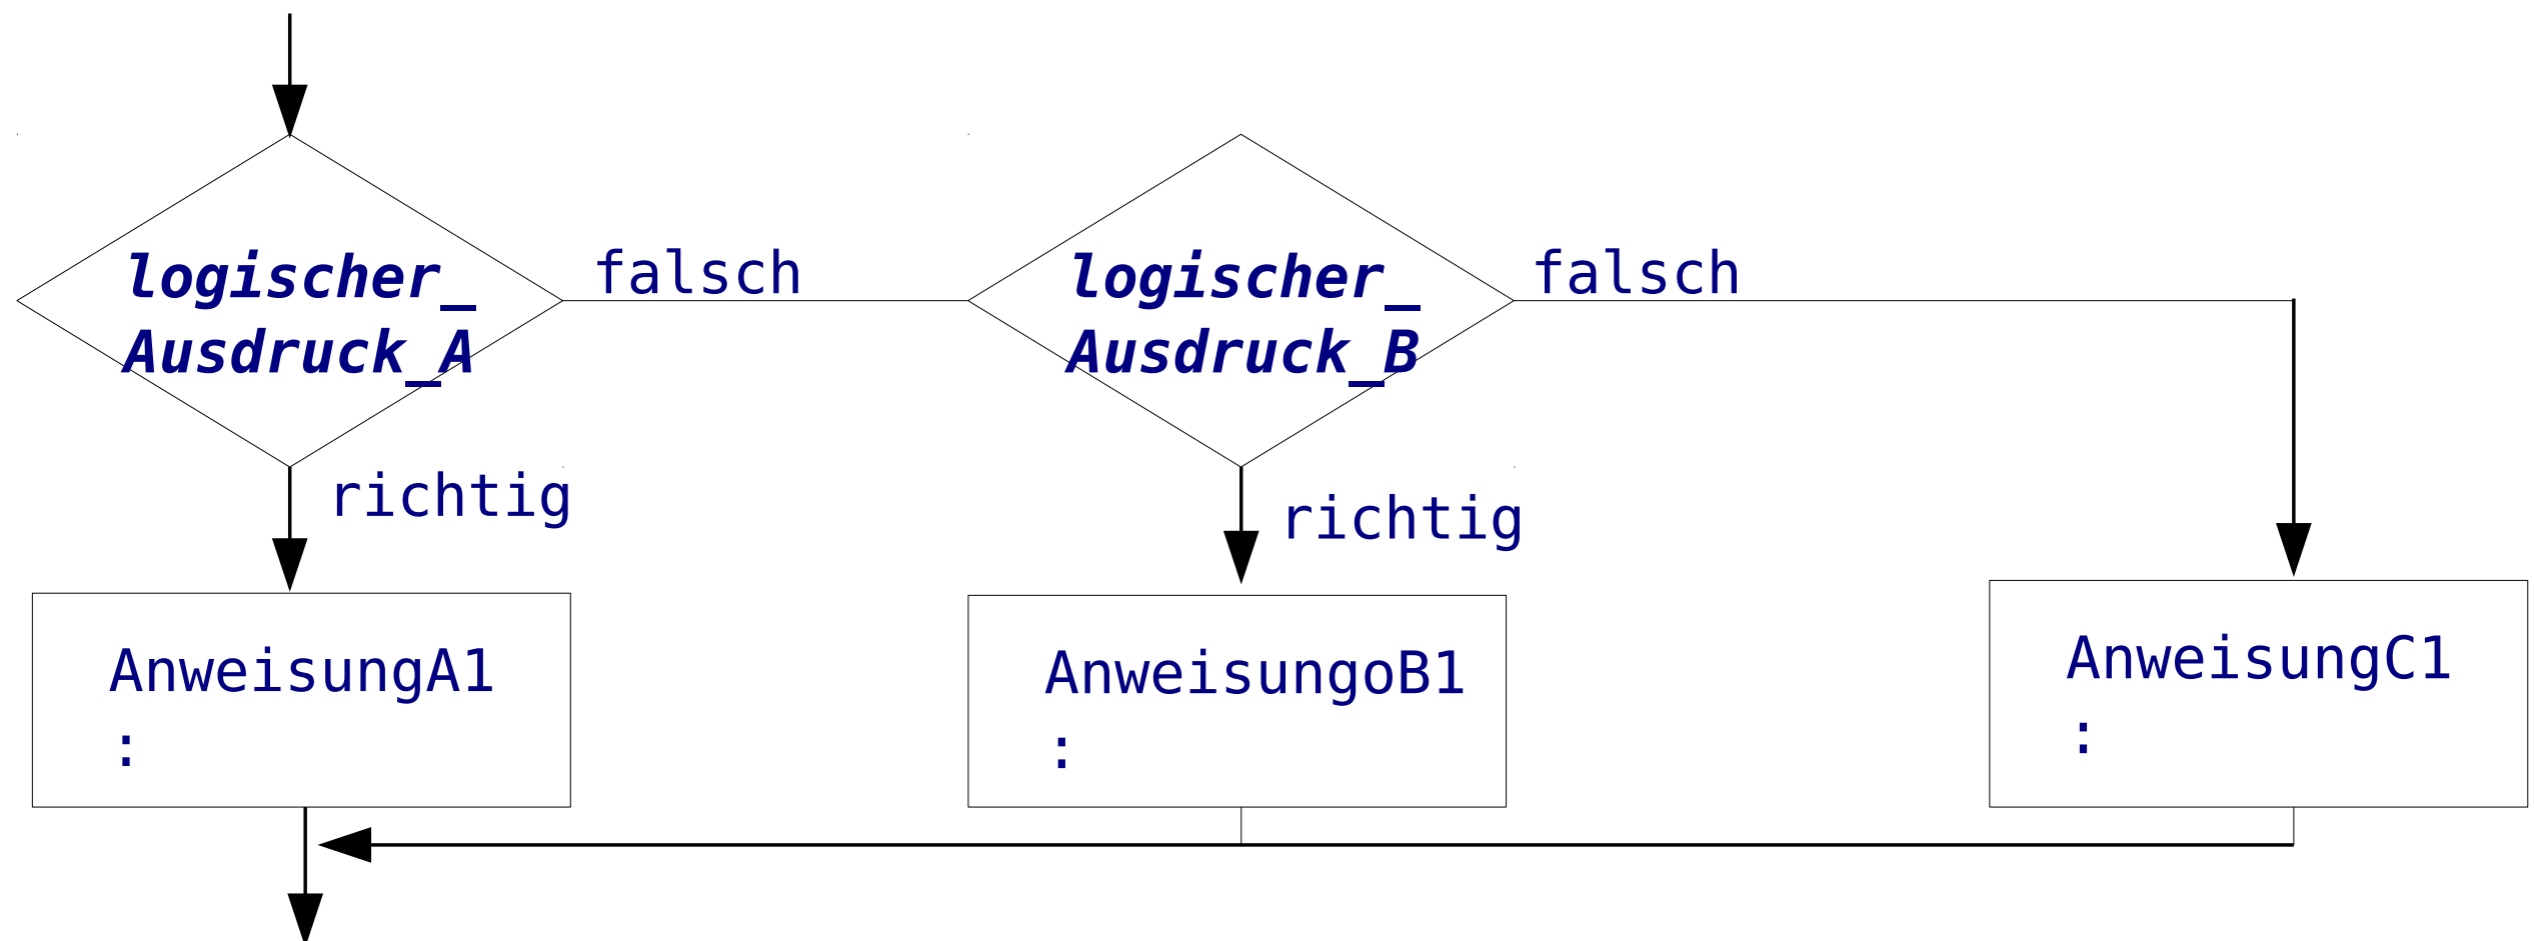 logischer_
Ausdruck_A
falsch
logischer_
Ausdruck_B
falsch
richtig
richtig
AnweisungA1
:
AnweisungoB1
:
AnweisungC1
: